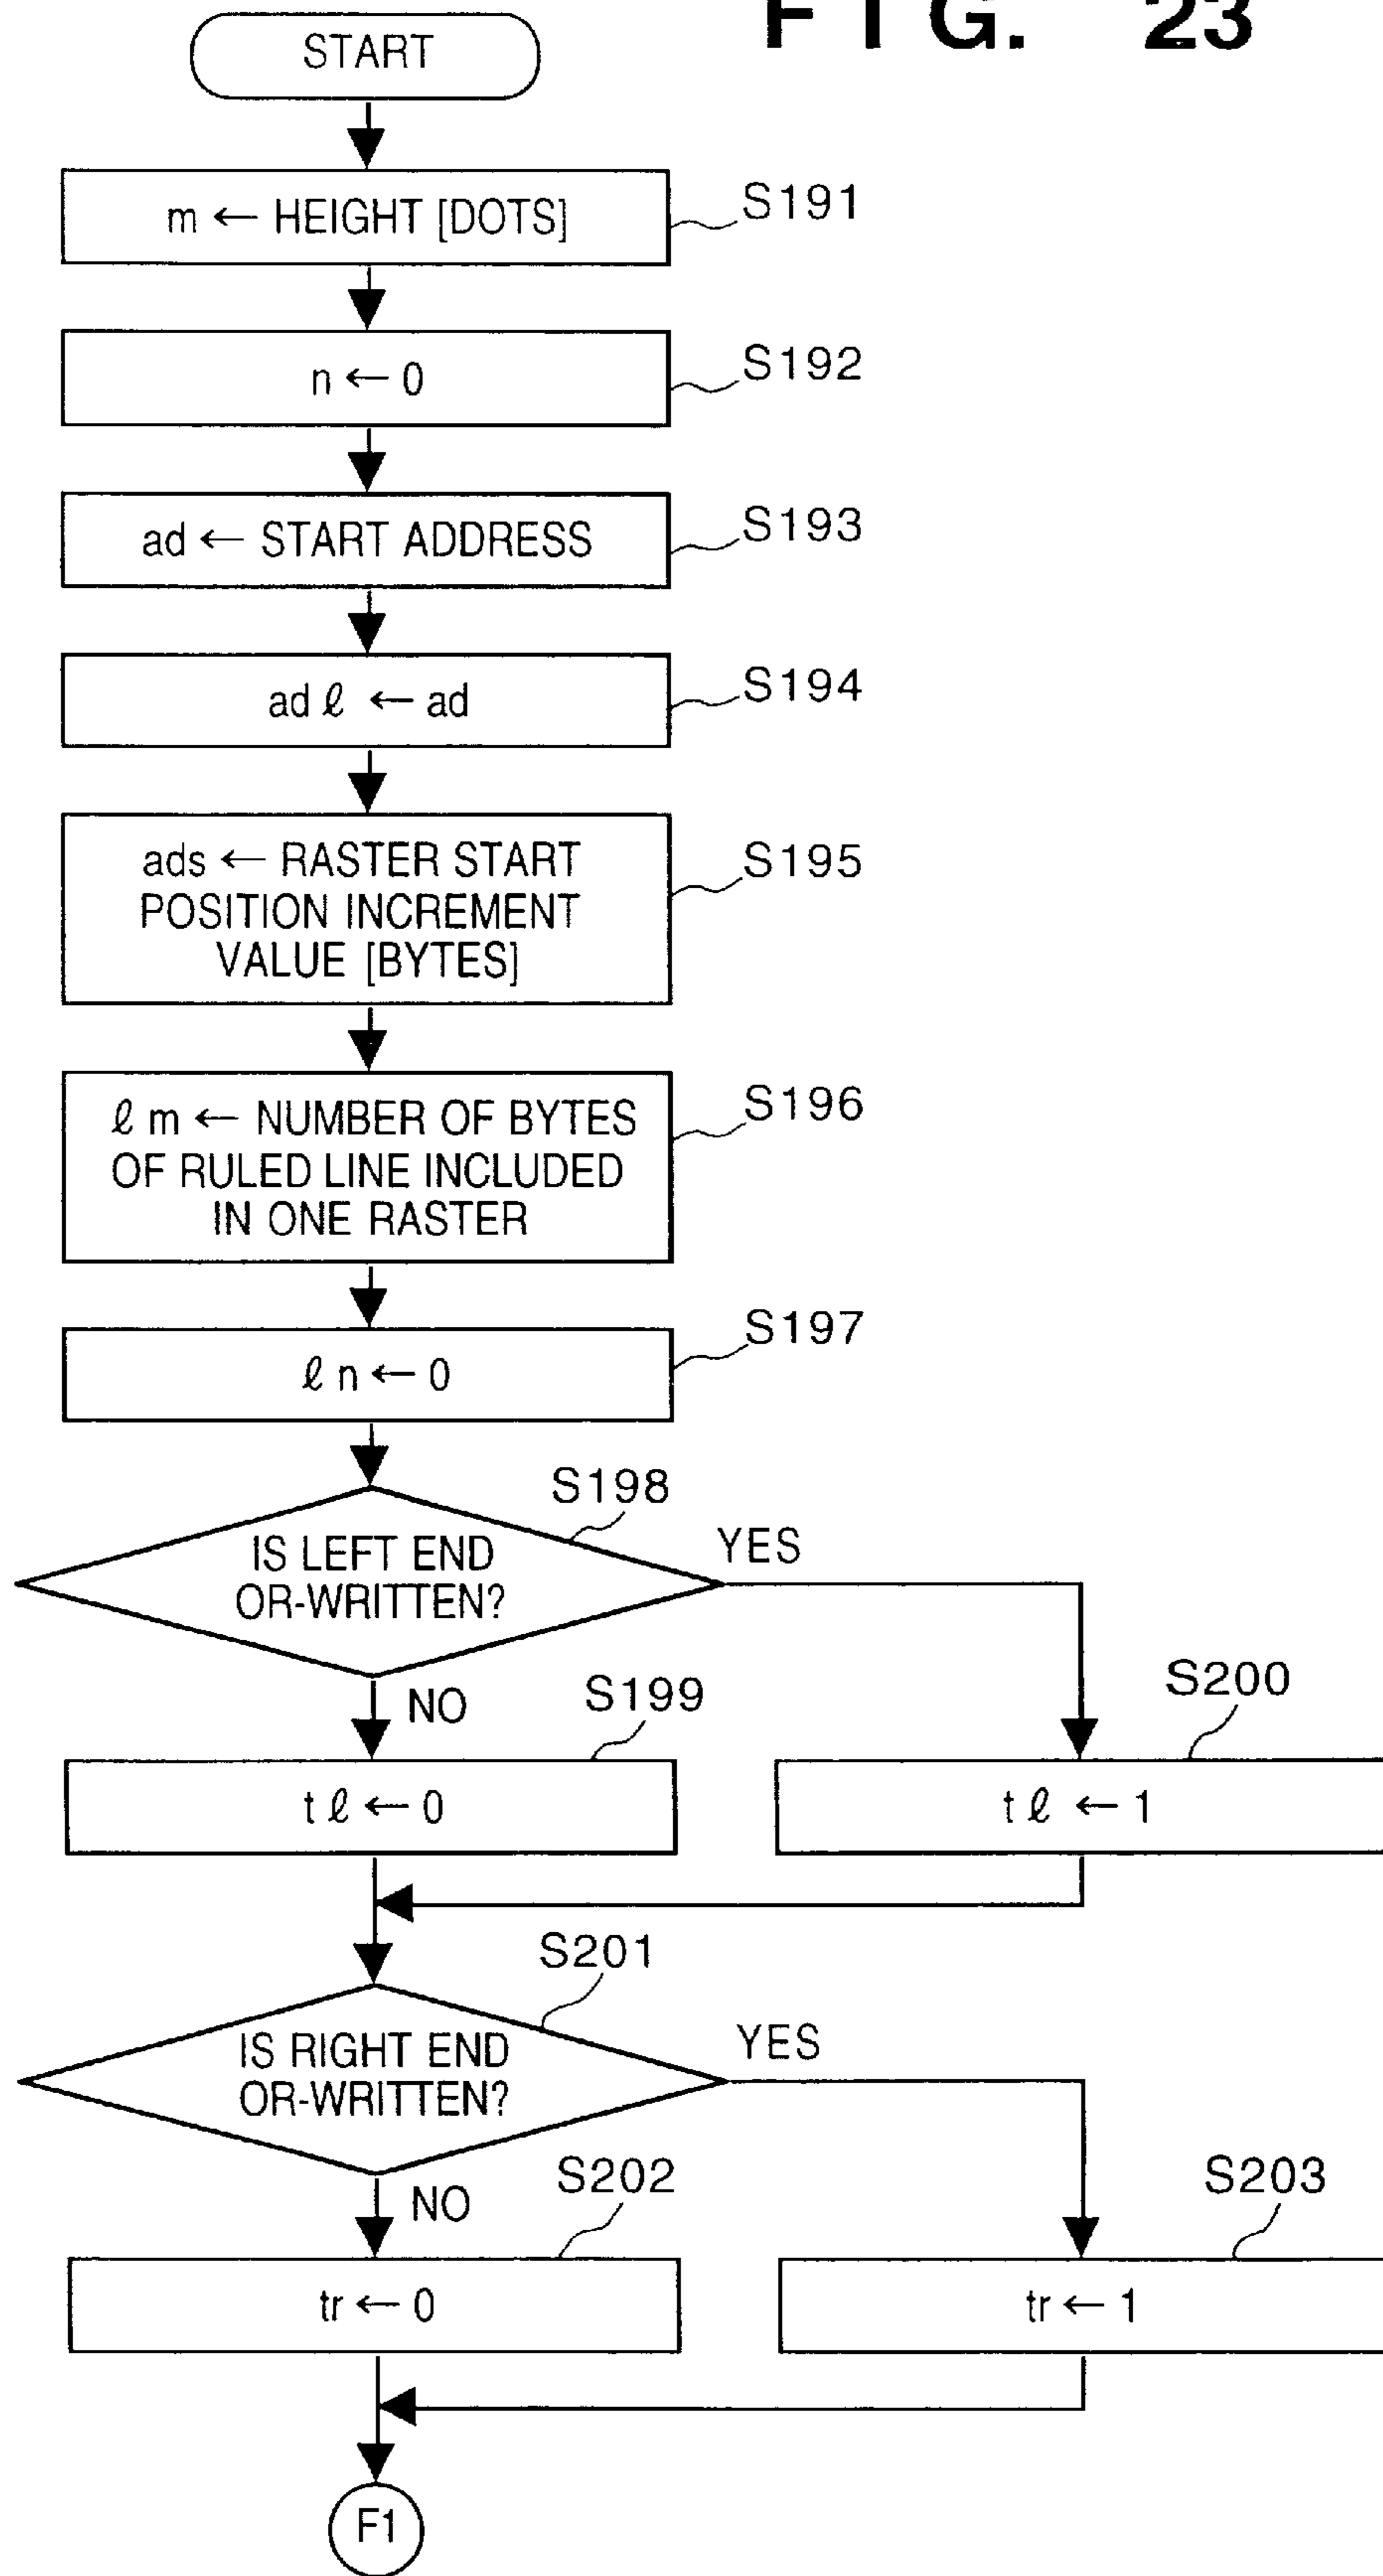 FIG. 23
START
m ← HEIGHT [DOTS]
S191
n ← 0
S192
ad ← START ADDRESS
S193
ad ℓ ← ad
S194
ads ← RASTER START
POSITION INCREMENT
VALUE [BYTES]
S195
ℓ m ← NUMBER OF BYTES
OF RULED LINE INCLUDED
IN ONE RASTER
S196
ℓ n ← 0
S197
S198
IS LEFT END
OR-WRITTEN?
YES
NO
S199
S200
t ℓ ← 0
t ℓ ← 1
S201
IS RIGHT END
OR-WRITTEN?
YES
NO
S202
S203
tr ← 0
tr ← 1
F1